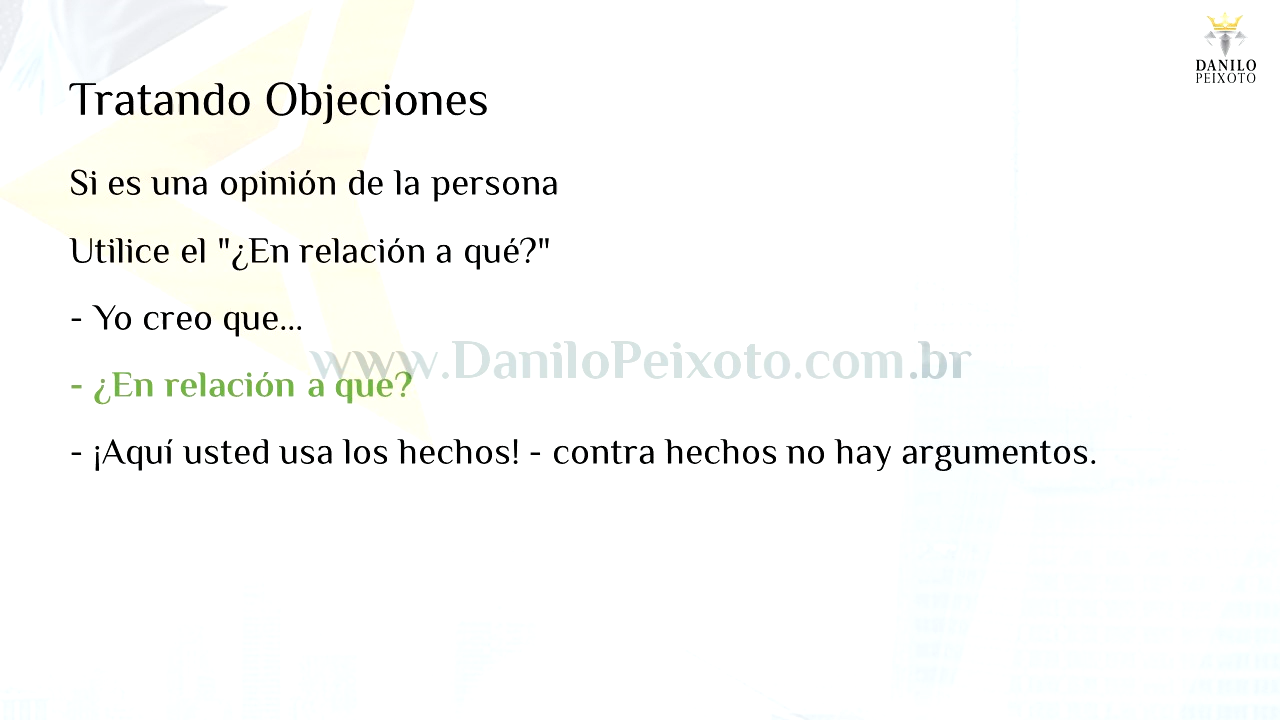 DANILO
PEIXOTO
Tratando Objeciones
Si es una opinión de la persona
Utilice el "¿En relación a qué?"
- Yo creo que...
www.DaniloPeixoto.com.br
- ¿En relación a que?
- ¡Aquí usted usa los hechos! - contra hechos no hay argumentos.